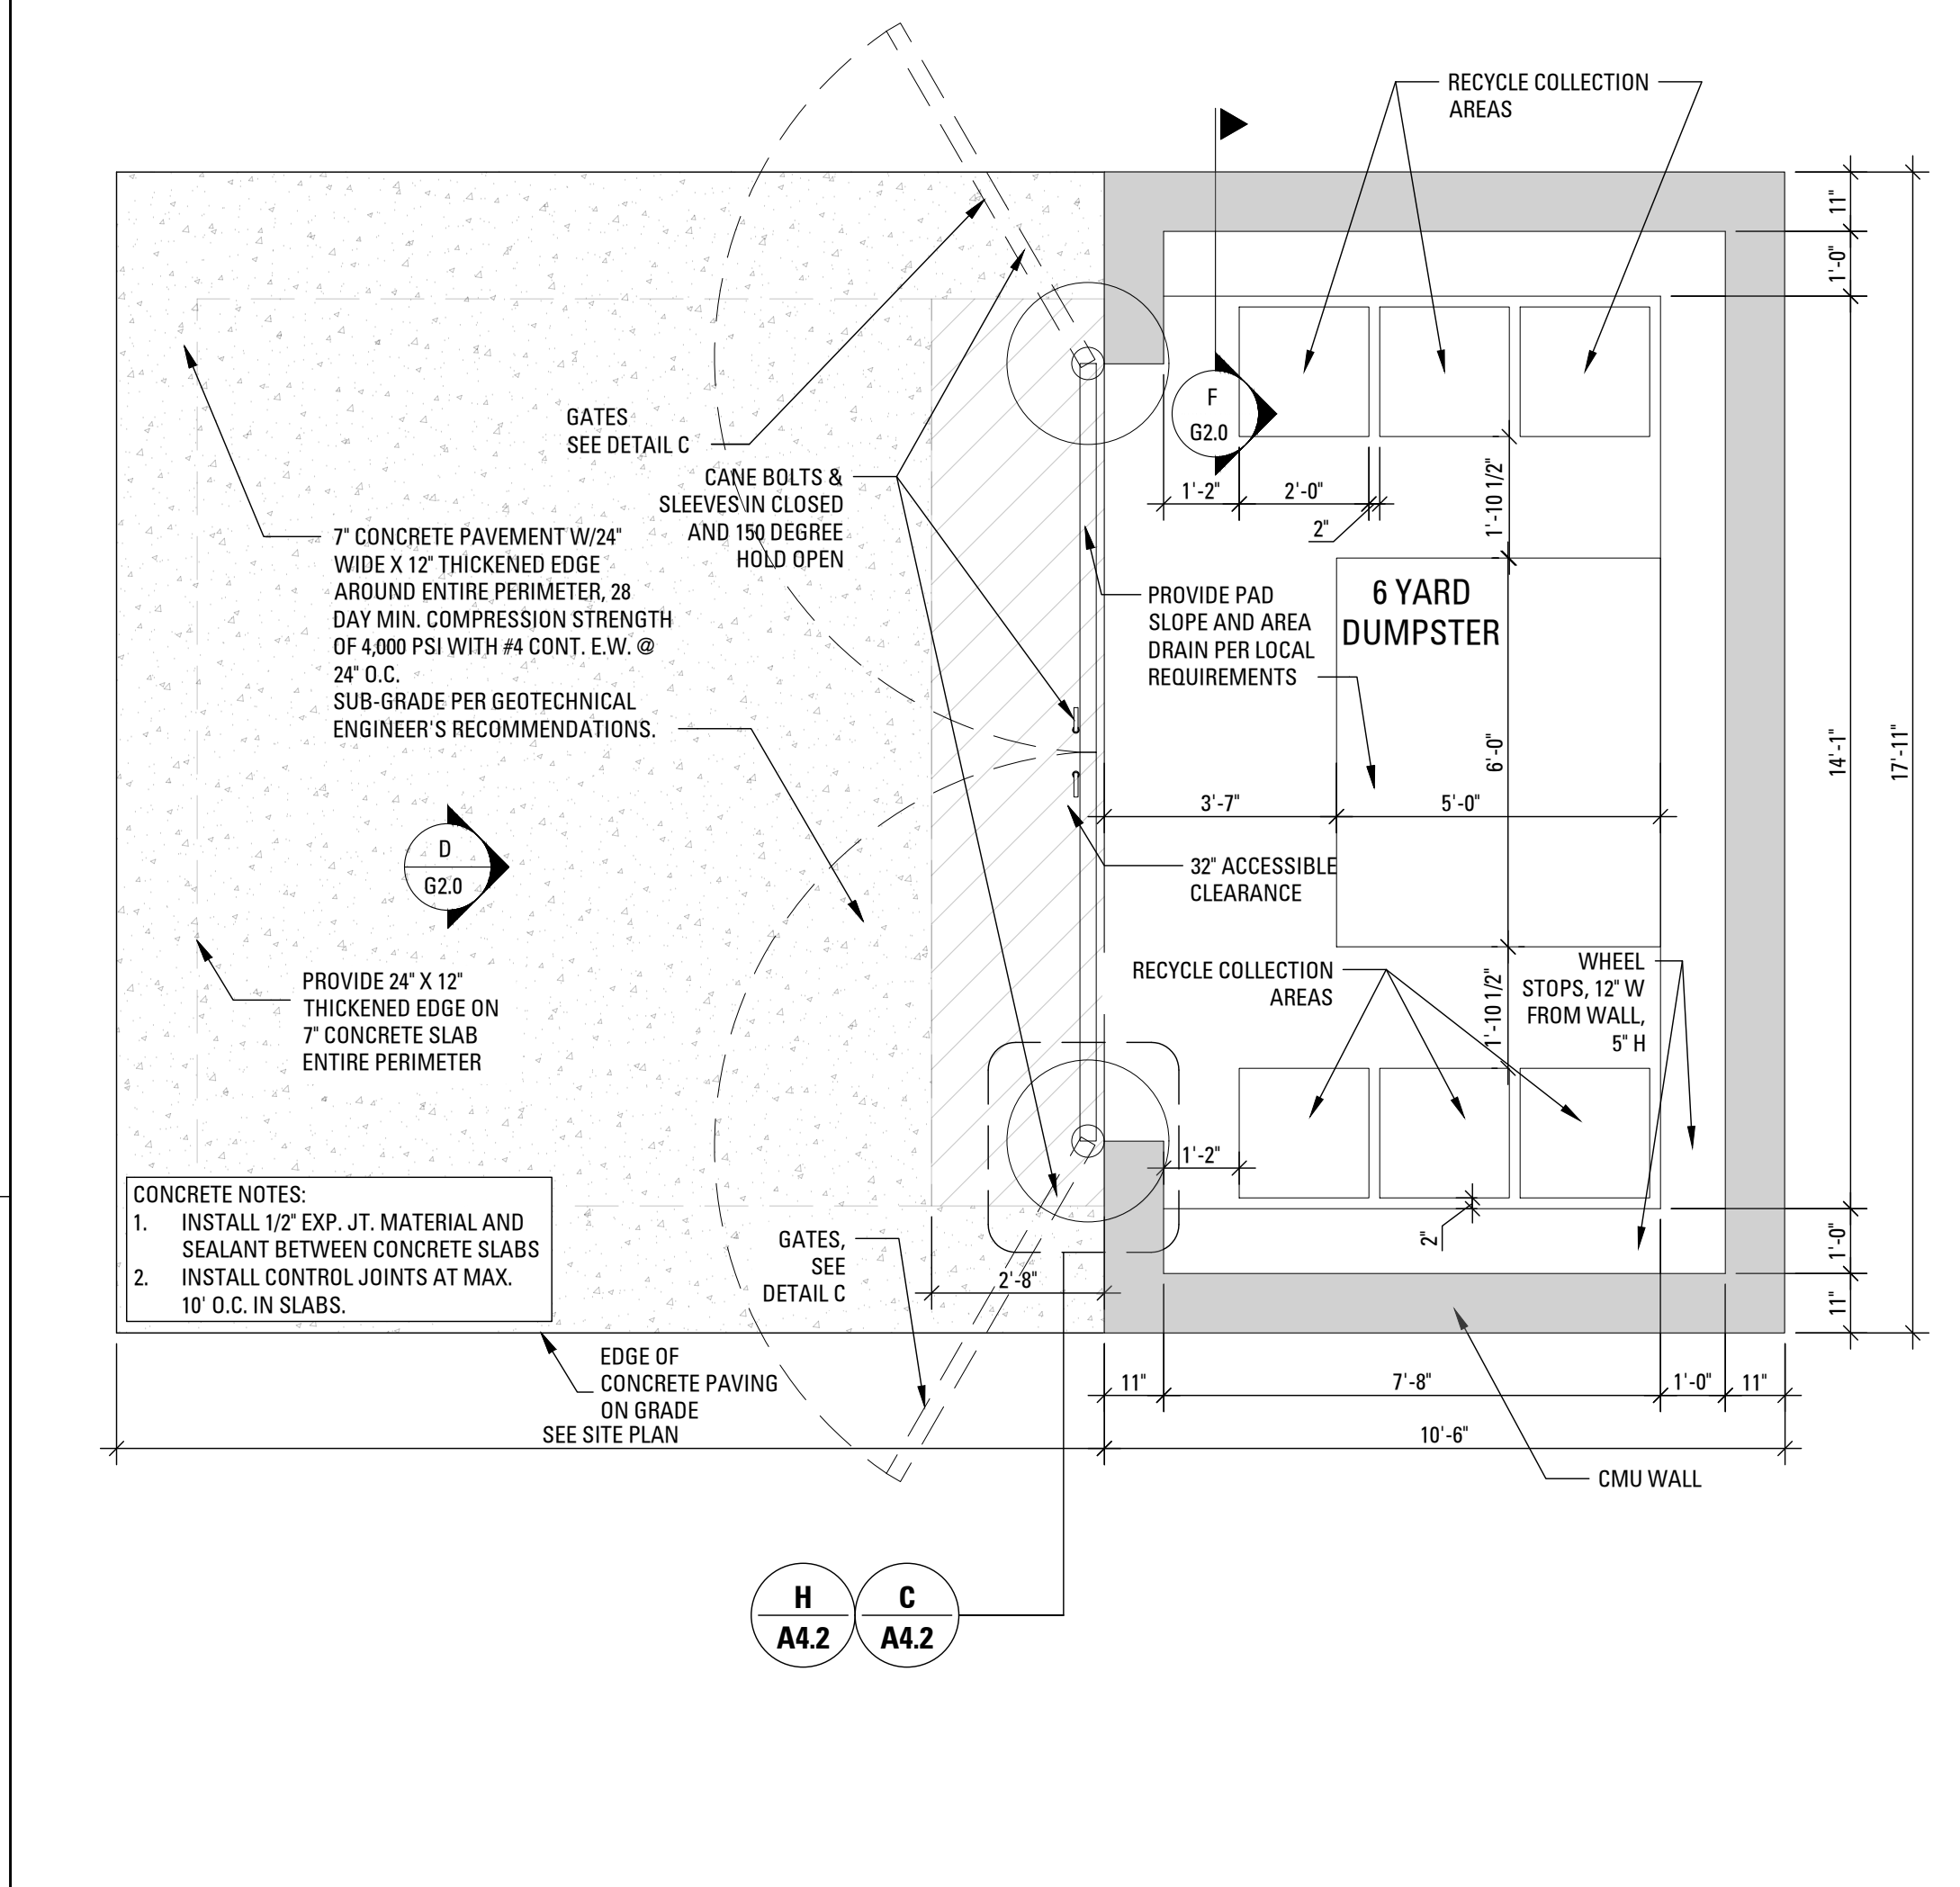 RECYCLE COLLECTION
AREAS
11"
1'-0"
GATES
SEE DETAIL C
F
G2.0
CANE BOLTS &
SLEEVES IN CLOSED
AND 150 DEGREE
HOLD OPEN
1'-2"
2'-0"
2"
1'-10 1/2"
7" CONCRETE PAVEMENT W/24"
WIDE X 12" THICKENED EDGE
AROUND ENTIRE PERIMETER, 28
DAY MIN. COMPRESSION STRENGTH
OF 4,000 PSI WITH #4 CONT. E.W. @
24" O.C.
SUB-GRADE PER GEOTECHNICAL
ENGINEER'S RECOMMENDATIONS.
PROVIDE PAD
SLOPE AND AREA
DRAIN PER LOCAL
REQUIREMENTS
6 YARD
DUMPSTER
6'-0"
14'-1"
17'-11"
3'-7"
5'-0"
D
G2.0
32" ACCESSIBLE
CLEARANCE
PROVIDE 24" X 12"
THICKENED EDGE ON
7" CONCRETE SLAB
ENTIRE PERIMETER
RECYCLE COLLECTION
AREAS
1'-10 1/2"
WHEEL
STOPS, 12" W
FROM WALL,
5" H
1'-2"
2"
CONCRETE NOTES:
1. INSTALL 1/2" EXP. JT. MATERIAL AND
SEALANT BETWEEN CONCRETE SLABS
2. INSTALL CONTROL JOINTS AT MAX.
10' O.C. IN SLABS.
GATES,
SEE
DETAIL C
2'-8"
1'-0"
11"
EDGE OF
CONCRETE PAVING
ON GRADE
SEE SITE PLAN
11"
7'-8"
1'-0"
11"
10'-6"
CMU WALL
H
A4.2
C
A4.2